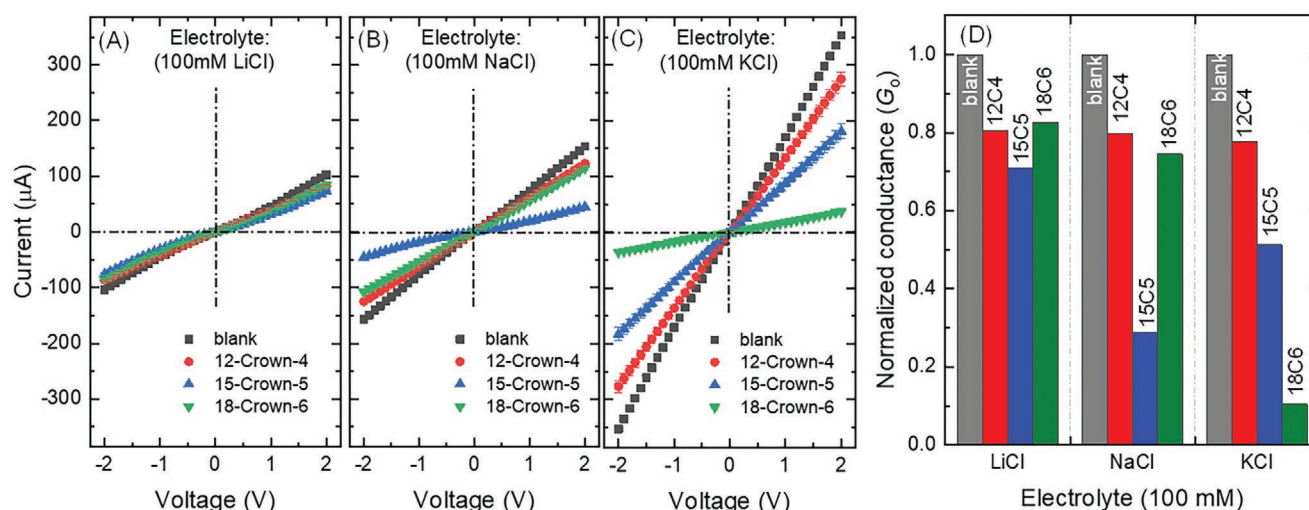 (A) Electrolyte:
(100mM LiCl)
(B) Electrolyte:
(100mM NaCl)
(C) Electrolyte:
(100mM KCl)
(D)
Current (µA)
300
200
100
0
-100
-200
-300
blank
12-Crown-4
15-Crown-5
18-Crown-6
blank
12-Crown-4
15-Crown-5
18-Crown-6
blank
12-Crown-4
15-Crown-5
18-Crown-6
-2 -1 0 1 2
-2 -1 0 1 2
-2 -1 0 1 2
Voltage (V)
Voltage (V)
Voltage (V)
Normalized conductance (Go)
1.0
0.8
0.6
0.4
0.2
0.0
blank
12C4
15C5
18C6
blank
12C4
15C5
18C6
blank
12C4
15C5
18C6
LiCl NaCl KCl
Electrolyte (100 mM)